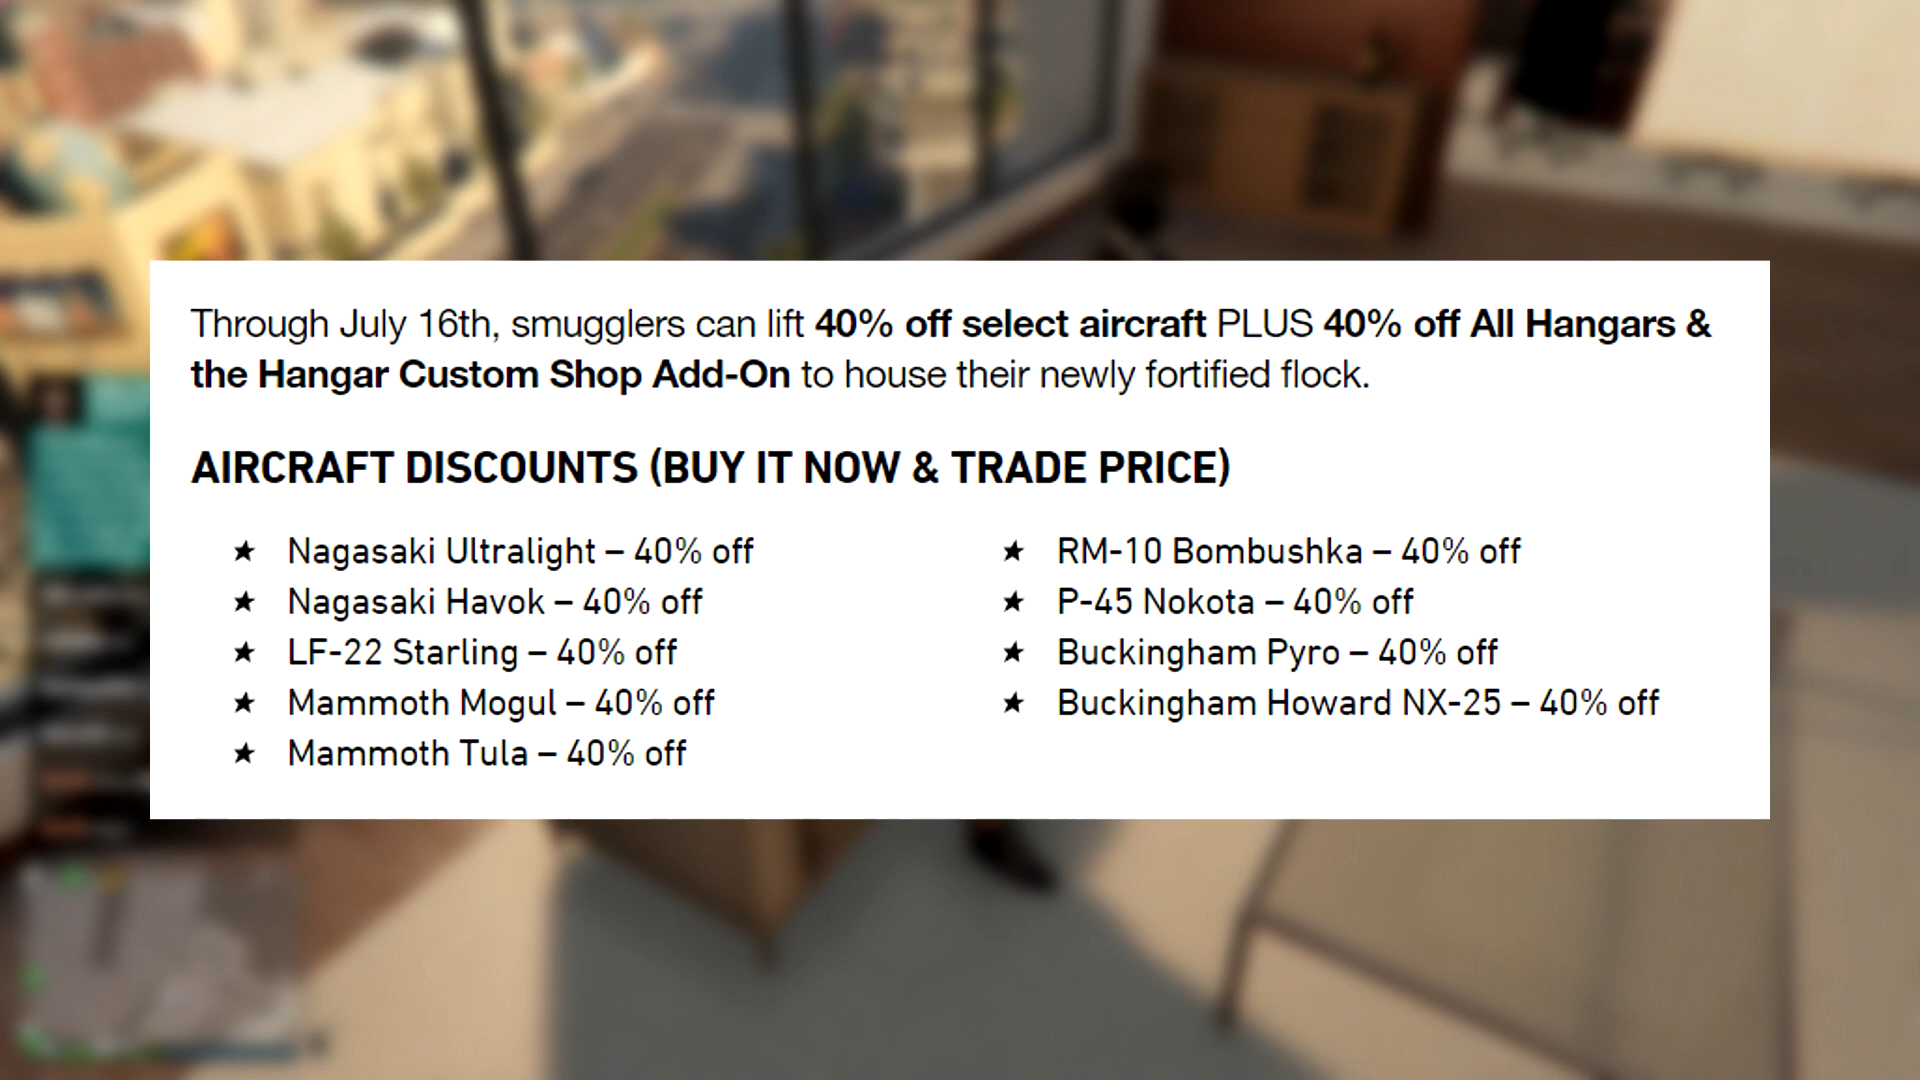 Through July 16th, smugglers can lift 40% off select aircraft PLUS 40% off All Hangars &
the Hangar Custom Shop Add-On to house their newly fortified flock.
AIRCRAFT DISCOUNTS (BUY IT NOW & TRADE PRICE)
★ Nagasaki Ultralight – 40% off
★ Nagasaki Havok – 40% off
★ LF-22 Starling – 40% off
★ Mammoth Mogul – 40% off
★ Mammoth Tula – 40% off
★ RM-10 Bombushka – 40% off
★ P-45 Nokota – 40% off
★ Buckingham Pyro – 40% off
★ Buckingham Howard NX-25 – 40% off